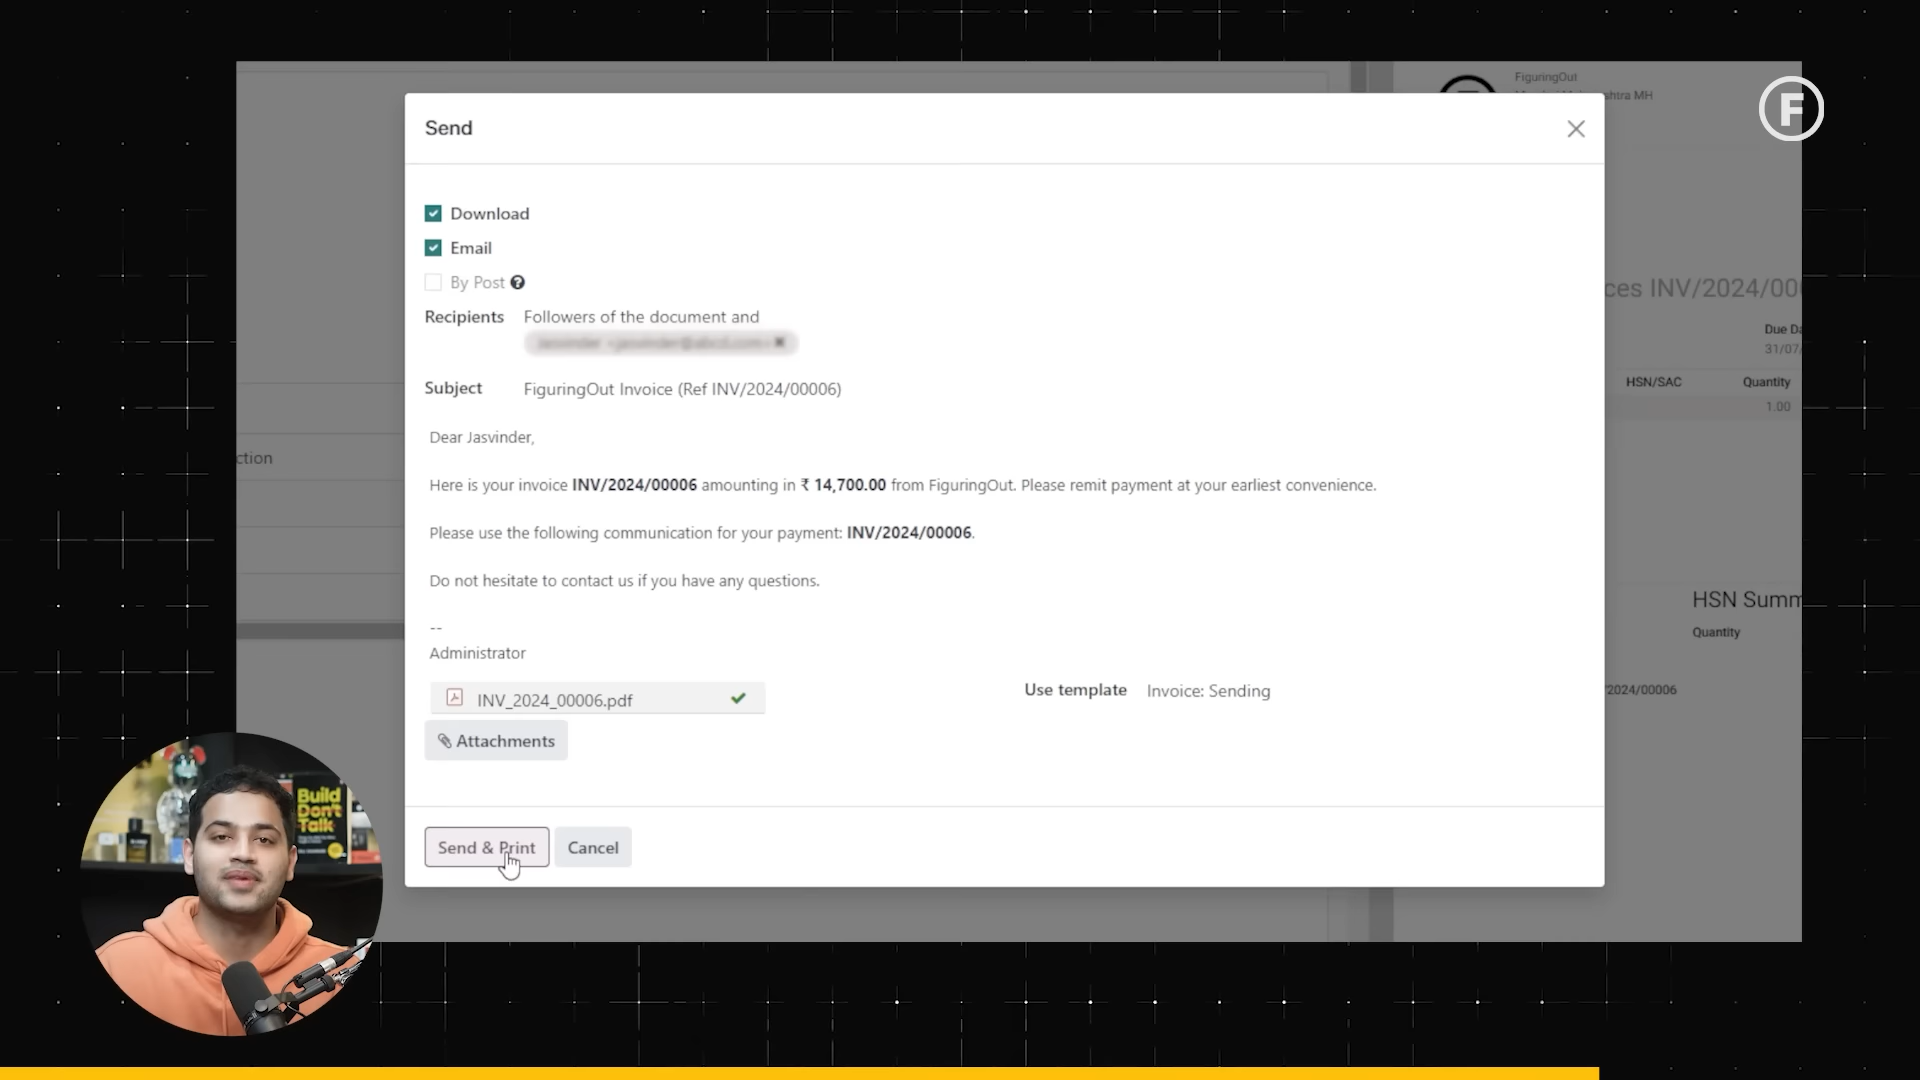 FiguringOut
shtra MH
F
Send
Download
Email
By Post
Recipients Followers of the document and
Subject FiguringOut Invoice (Ref INV/2024/00006)
Dear Jasvinder,
Here is your invoice INV/2024/00006 amounting in ₹ 14,700.00 from FiguringOut. Please remit payment at your earliest convenience.
Please use the following communication for your payment: INV/2024/00006.
Do not hesitate to contact us if you have any questions.
--
Administrator
INV_2024_00006.pdf
Use template Invoice: Sending
Attachments
Send & Print Cancel
ction
ces INV/2024/00
Due Da
31/07/
HSN/SAC Quantity
1.00
HSN Summ
Quantity
2024/00006
Build
Don't
Talk